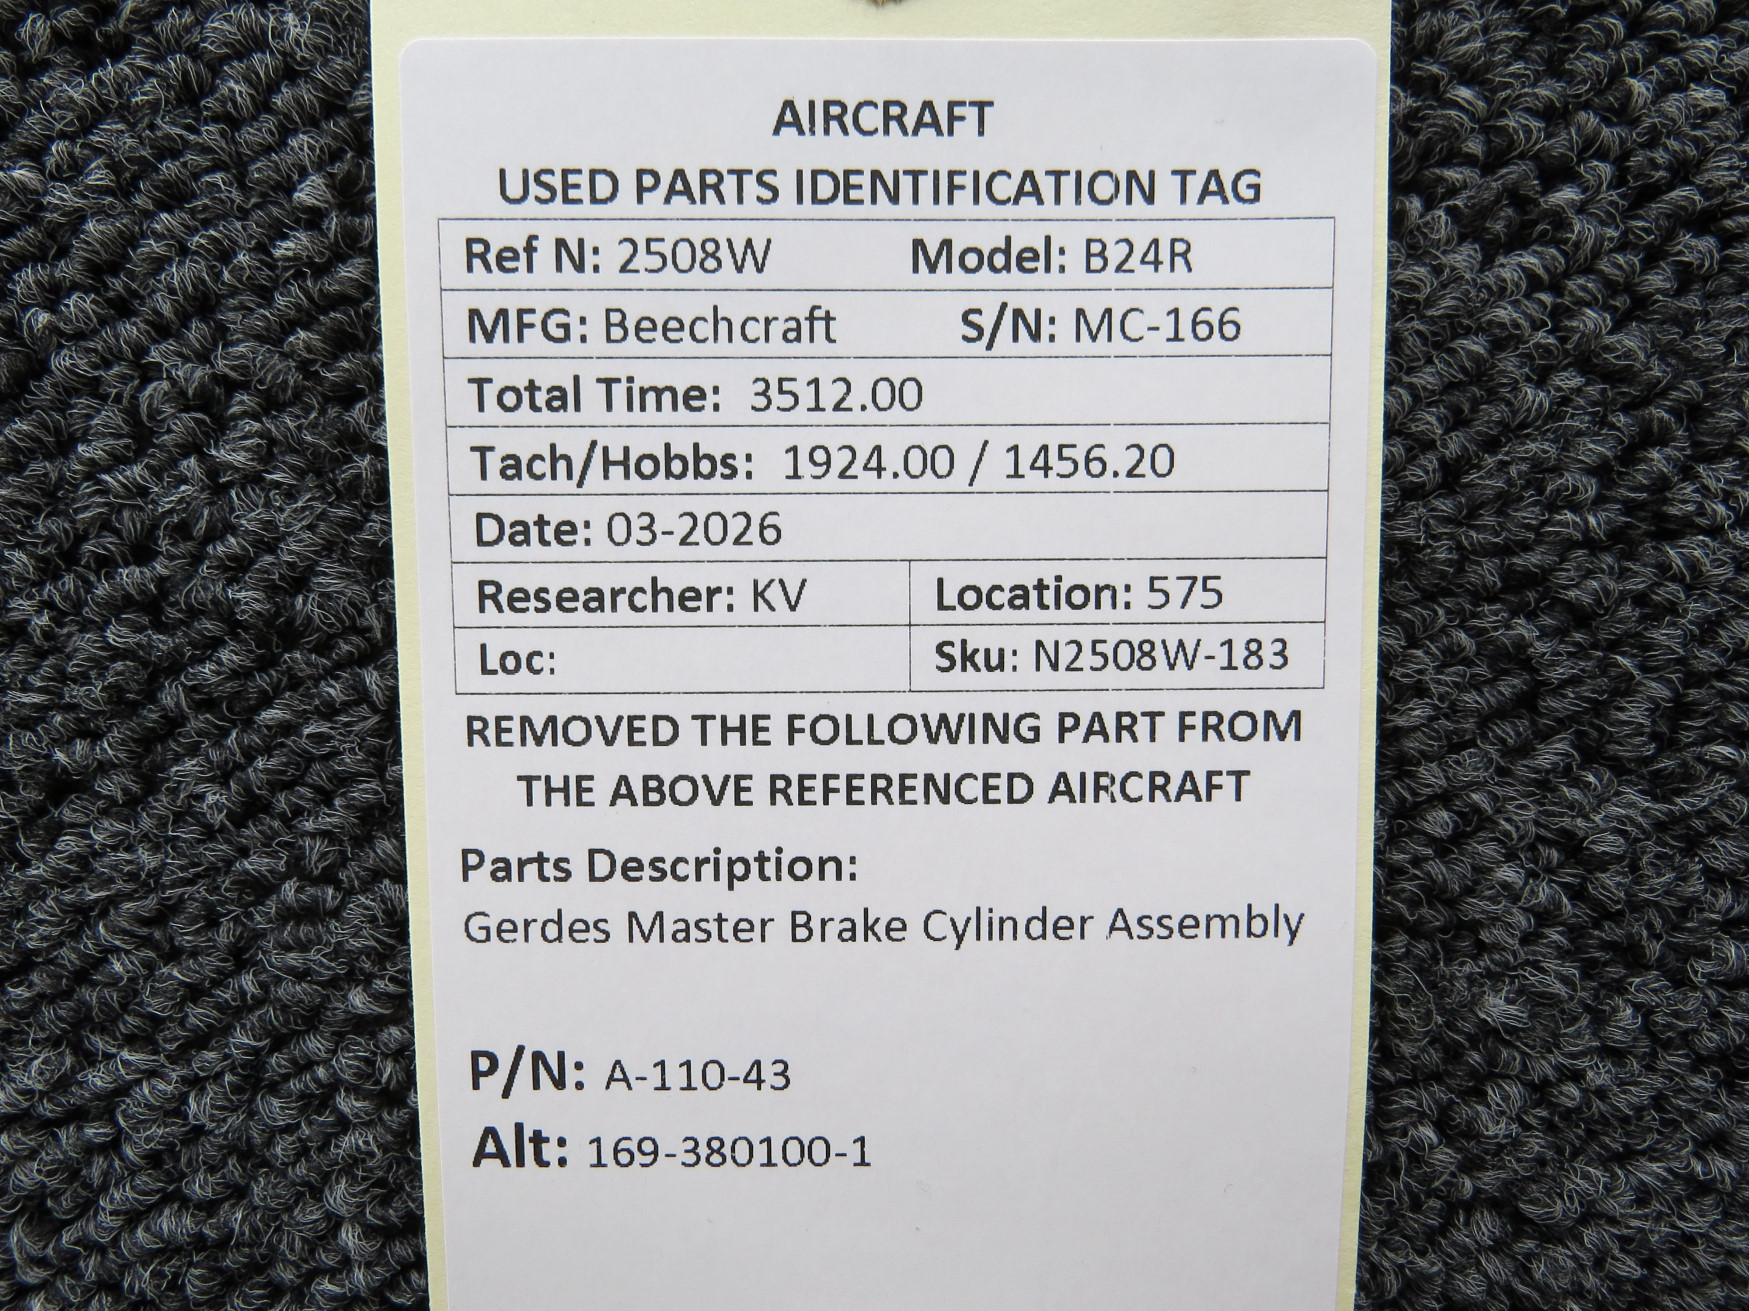 AIRCRAFT
USED PARTS IDENTIFICATION TAG
Ref N: 2508W Model: B24R
MFG: Beechcraft S/N: MC-166
Total Time: 3512.00
Tach/Hobbs: 1924.00 / 1456.20
Date: 03-2026
Researcher: KV Location: 575
Loc: Sku: N2508W-183
REMOVED THE FOLLOWING PART FROM
THE ABOVE REFERENCED AIRCRAFT
Parts Description:
Gerdes Master Brake Cylinder Assembly
P/N: A-110-43
Alt: 169-380100-1